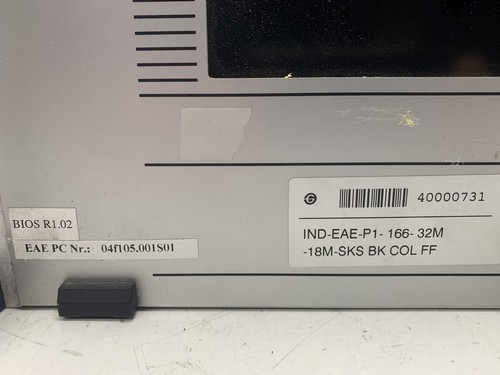 40000731
IND-EAE-P1- 166- 32M
-18M-SKS BK COL FF
BIOS R1.02
EAE PC Nr.: 04f105.001S01